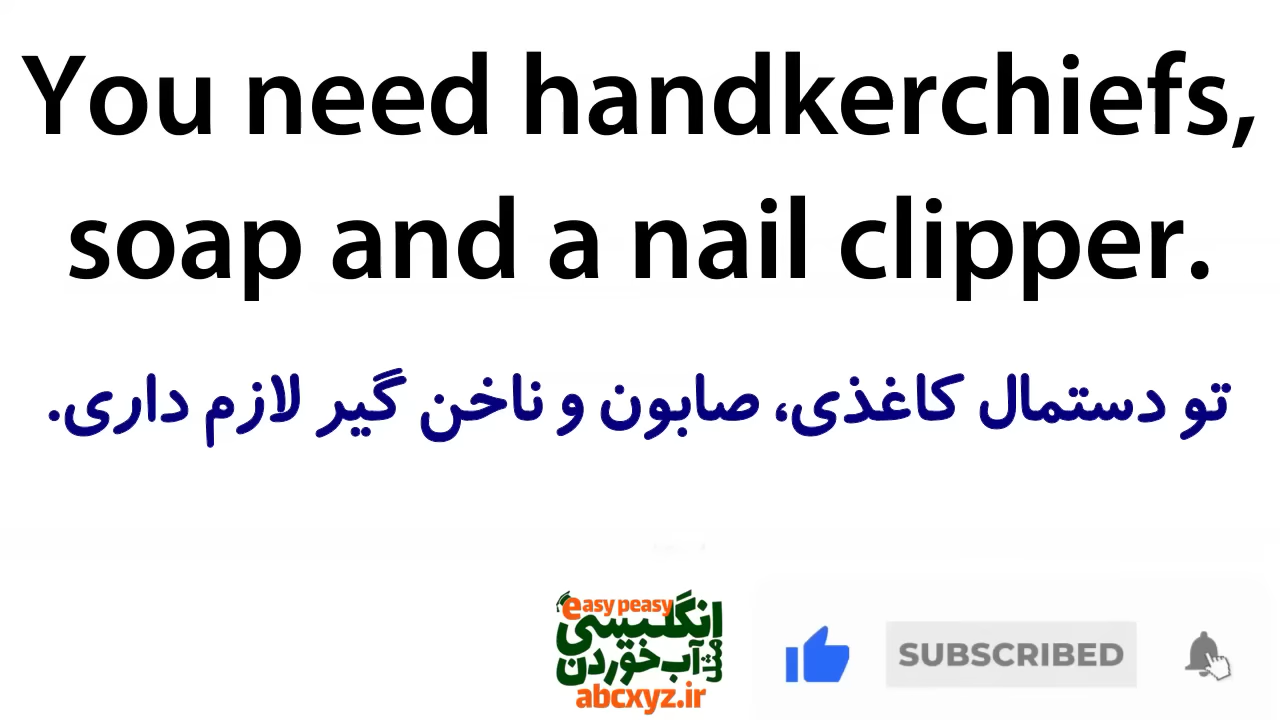 You need handkerchiefs,
soap and a nail clipper.
تو دستمال کاغذی، صابون و ناخن گیر لازم داری.
easy peasy
انگلیسی
مثل
آب خوردن
abcxyz.ir
SUBSCRIBED